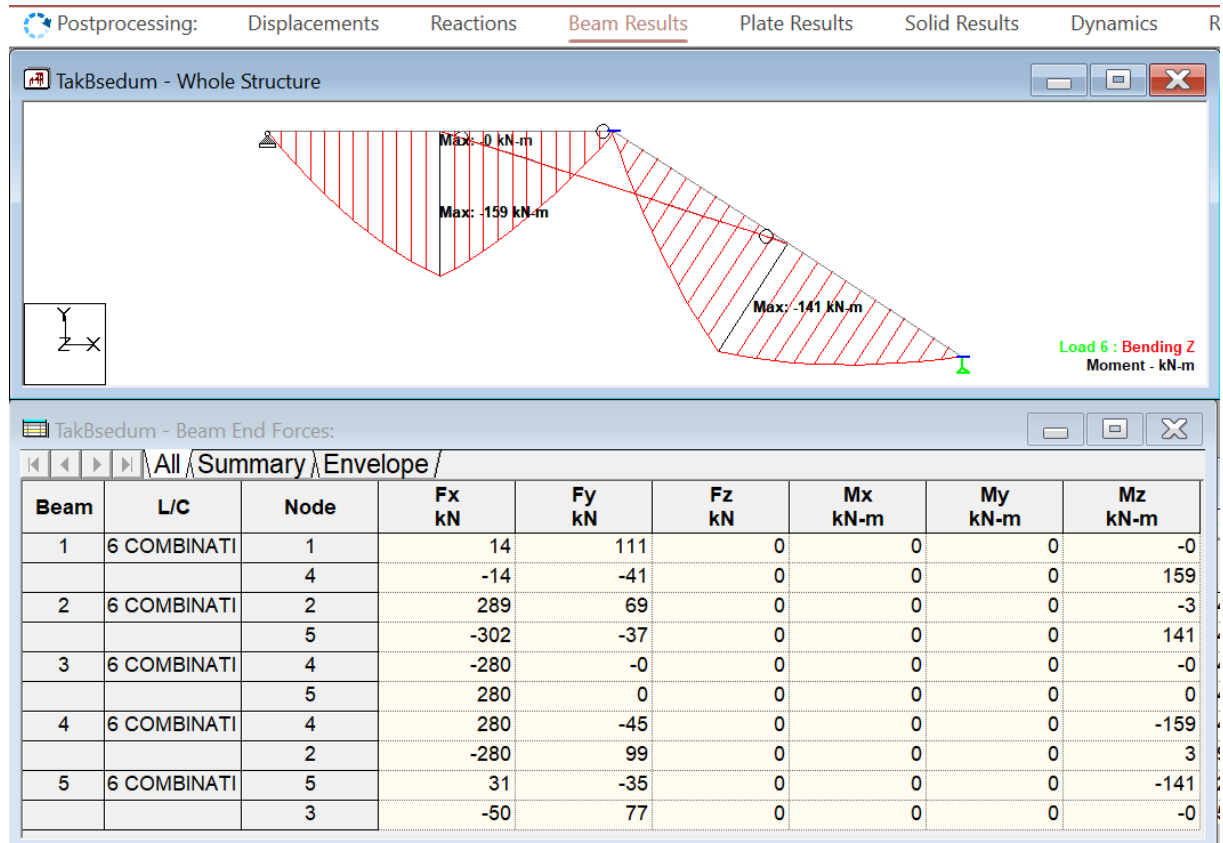 Postprocessing: Displacements Reactions Beam Results Plate Results Solid Results Dynamics R
TakBsedum - Whole Structure
Max: -0 kN-m
Max: -159 kN-m
Max: -141 kN-m
Y
Z X
Load 6 : Bending Z
Moment - kN-m
TakBsedum - Beam End Forces:
All Summary Envelope
Beam L/C Node Fx kN Fy kN Fz kN Mx kN-m My kN-m Mz kN-m
1 6 COMBINATI 1 14 111 0 0 0 -0
4 -14 -41 0 0 0 159
2 6 COMBINATI 2 289 69 0 0 0 -3
5 -302 -37 0 0 0 141
3 6 COMBINATI 4 -280 -0 0 0 0 -0
5 280 0 0 0 0 0
4 6 COMBINATI 4 280 -45 0 0 0 -159
2 -280 99 0 0 0 3
5 6 COMBINATI 5 31 -35 0 0 0 -141
3 -50 77 0 0 0 -0